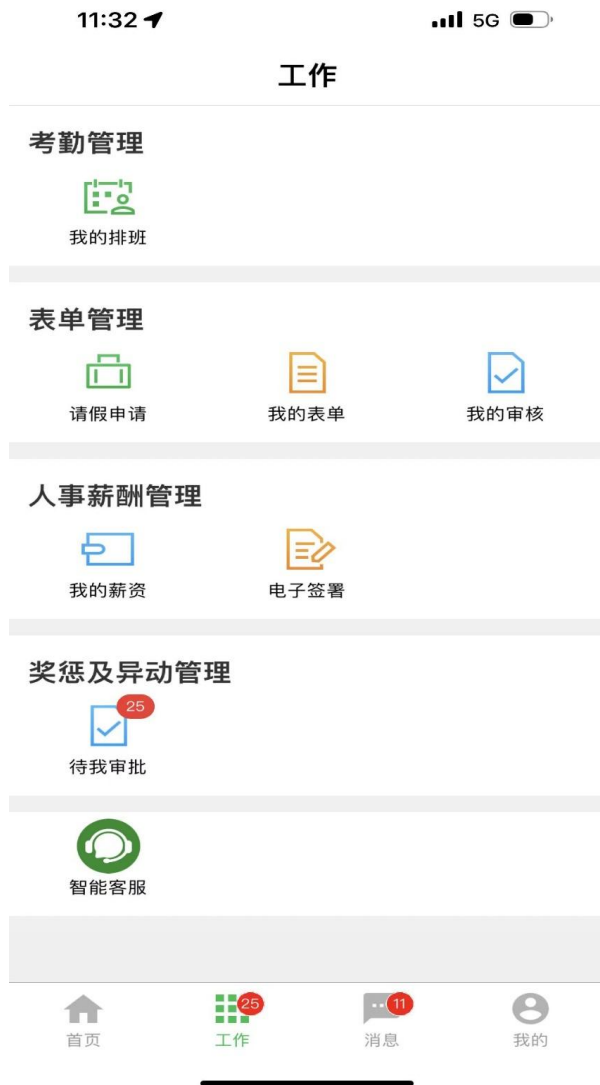 11:32
5G
工作
考勤管理
我的排班
表单管理
请假申请
我的表单
我的审核
人事薪酬管理
我的薪资
电子签署
奖惩及异动管理
25
待我审批
智能客服
25
11
首页
工作
消息
我的